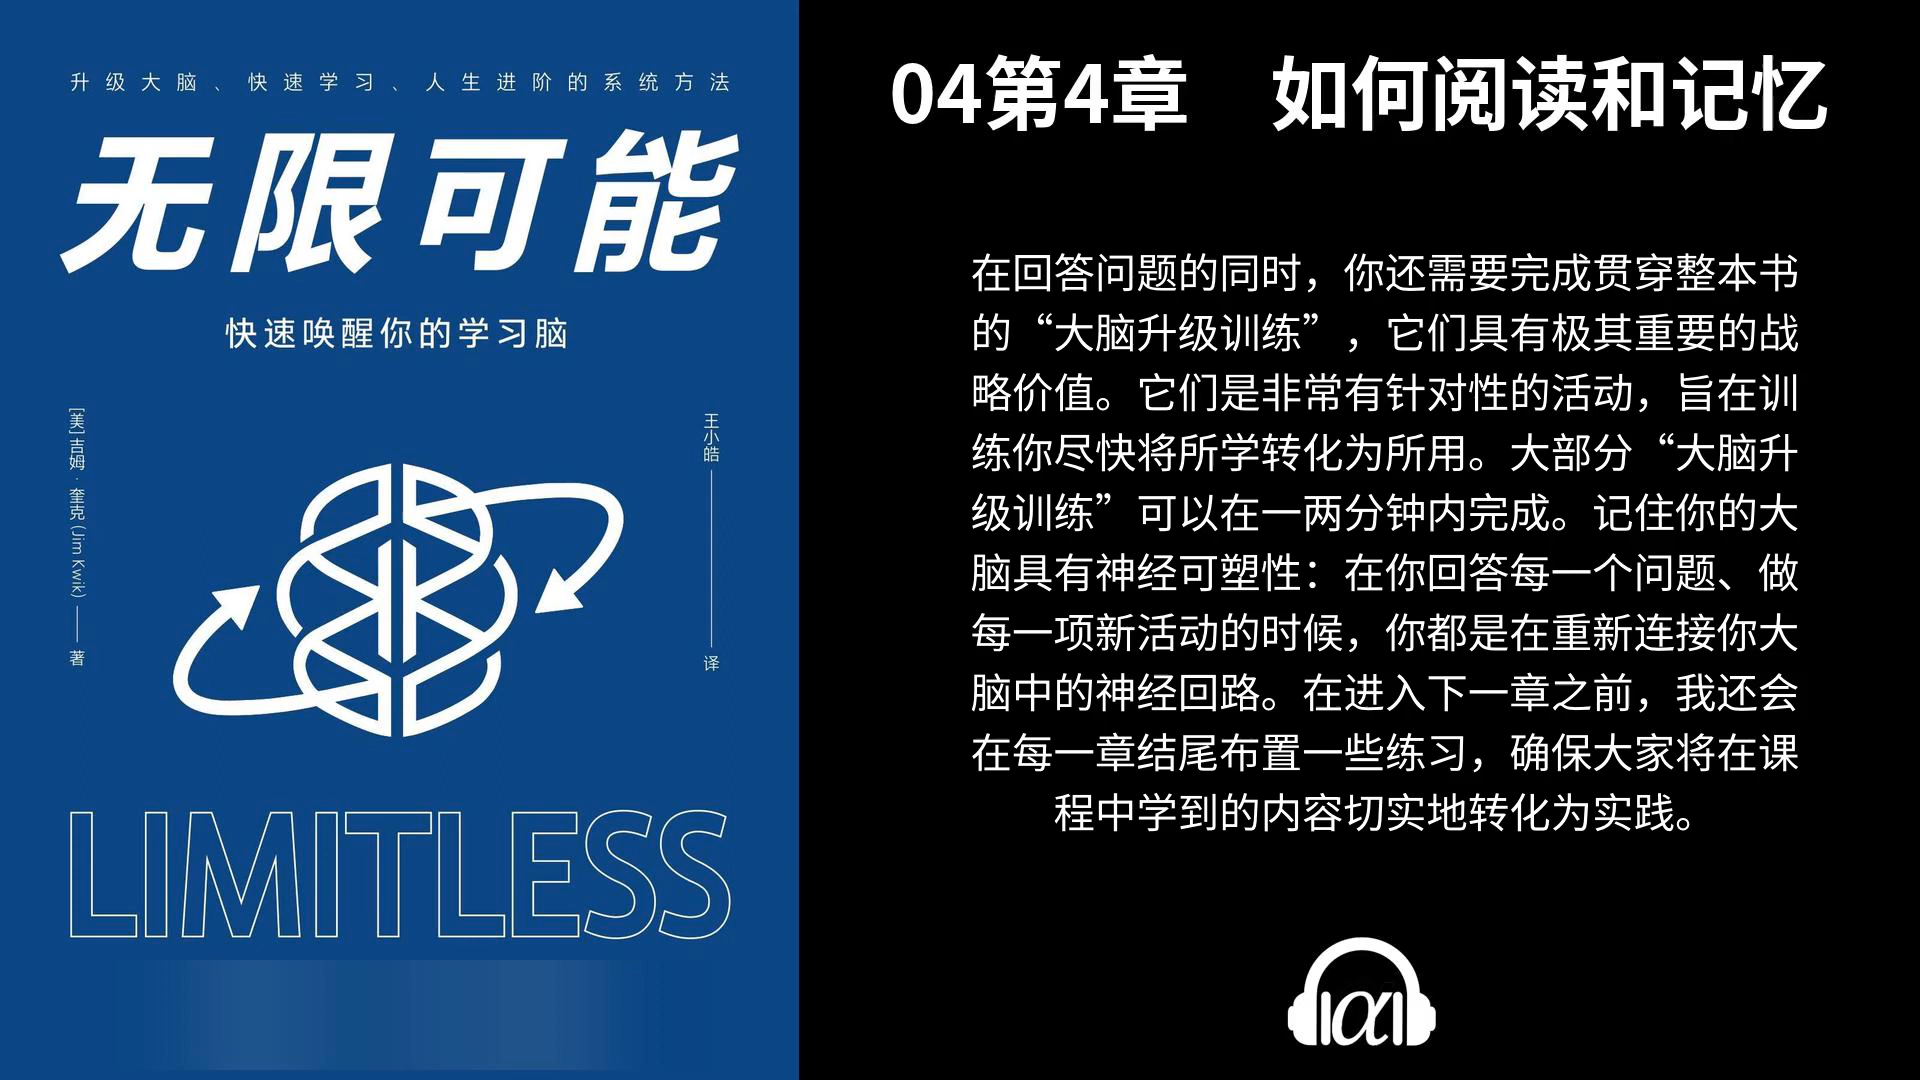 升级大脑、快速学习、人生进阶的系统方法
无限可能
快速唤醒你的学习脑
[美]吉姆·奎克(Jim Kwik)——著
王小皓——译
LIMITLESS
04第4章　如何阅读和记忆
在回答问题的同时，你还需要完成贯穿整本书
的“大脑升级训练”，它们具有极其重要的战
略价值。它们是非常有针对性的活动，旨在训
练你尽快将所学转化为所用。大部分“大脑升
级训练”可以在一两分钟内完成。记住你的大
脑具有神经可塑性：在你回答每一个问题、做
每一项新活动的时候，你都是在重新连接你大
脑中的神经回路。在进入下一章之前，我还会
在每一章结尾布置一些练习，确保大家将在课
程中学到的内容切实地转化为实践。
α